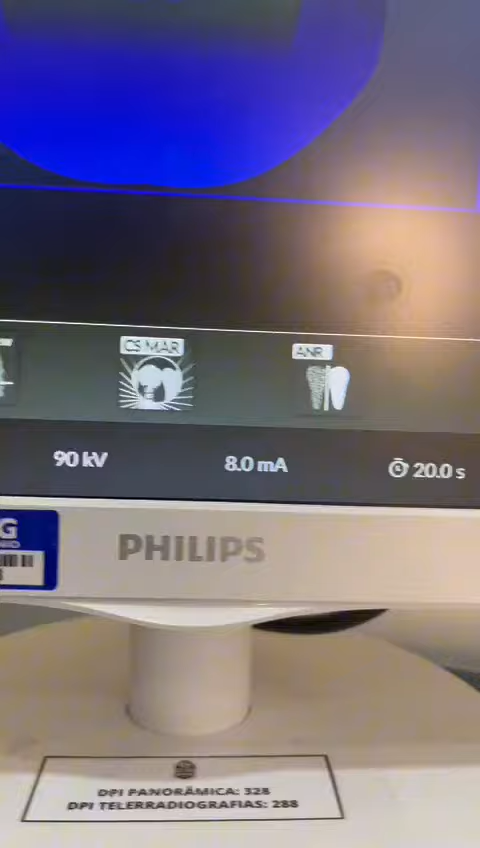 CS MAR
ANR
90 kV
8.0 mA
20.0 s
G
PHILIPS
DPI PANORÂMICA: 328
DPI TELERRADIOGRAFIAS: 288